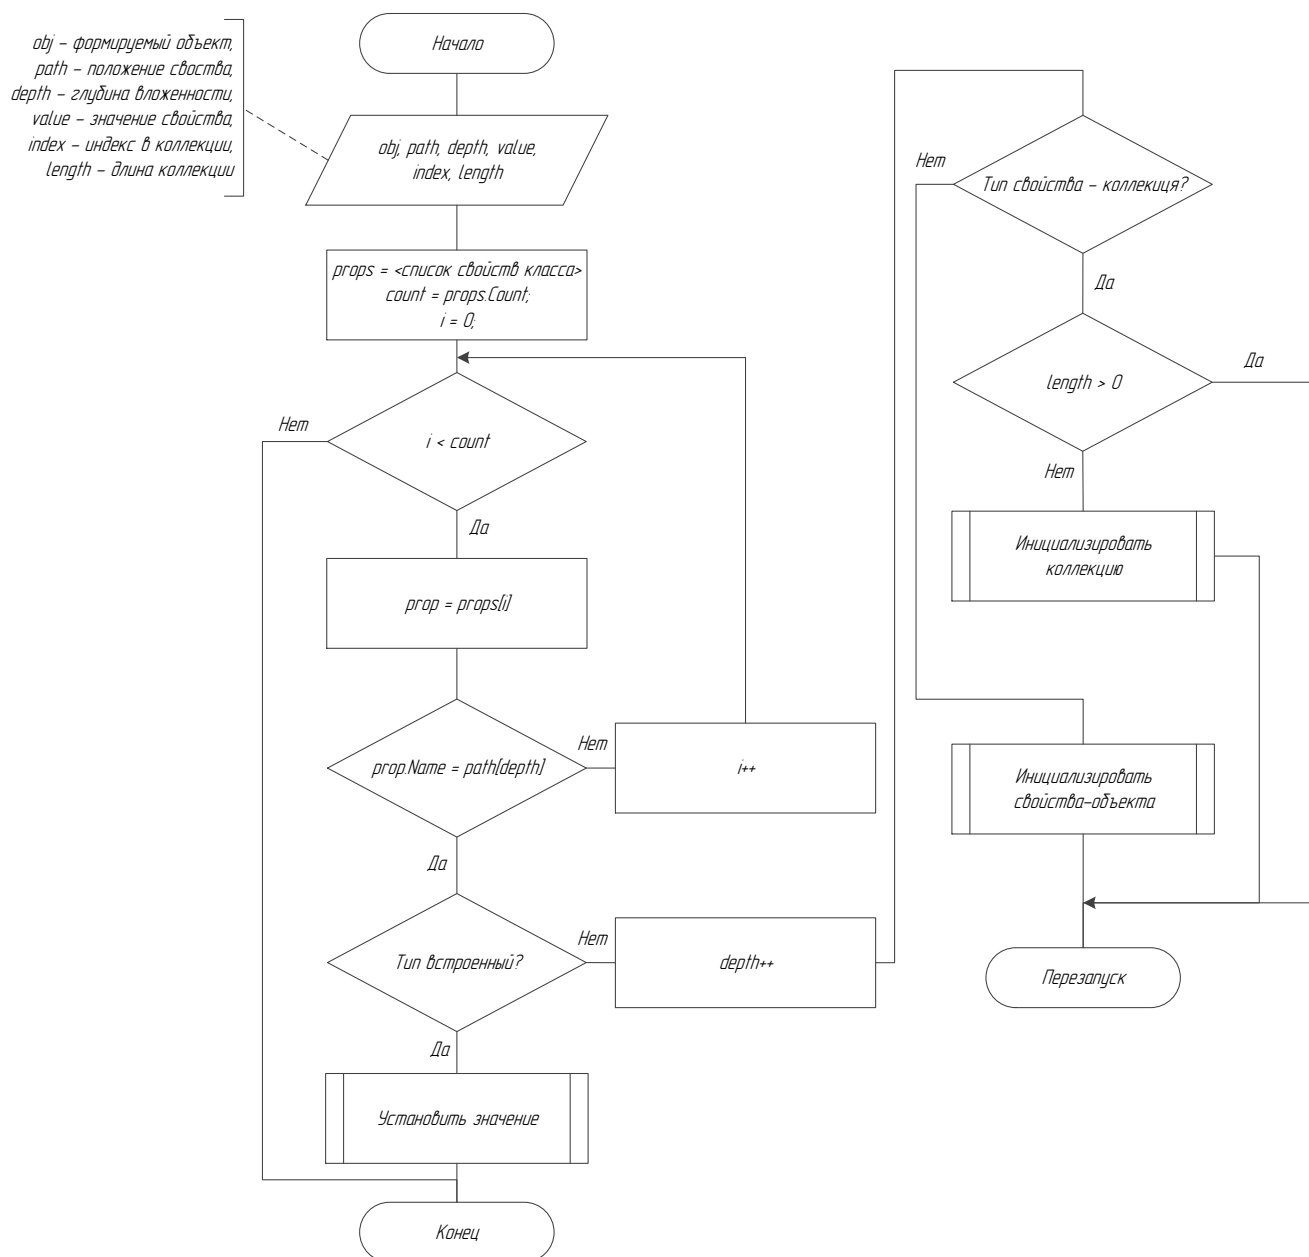 obj – формируемый объект,
path – положение своства,
depth – глубина вложенности,
value – значение свойства,
index – индекс в коллекции,
length – длина коллекции
Начало
obj, path, depth, value,
index, length
props = <список свойств класса>
count = props.Count;
i = 0;
Нет
i < count
Да
prop = props[i]
prop.Name = path[depth]
Нет
i++
Да
Тип встроенный?
Нет
depth++
Да
Установить значение
Конец
Нет
Тип свойства – коллекиця?
Да
length > 0
Да
Нет
Инициализировать
коллекцию
Инициализировать
свойства-объекта
Перезапуск